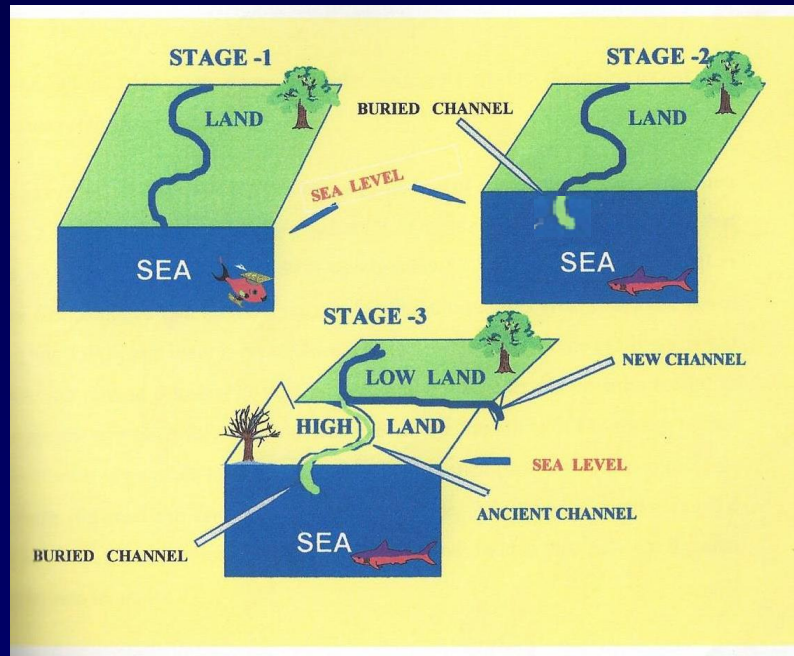 STAGE -1
LAND
SEA LEVEL
SEA
STAGE -2
BURIED CHANNEL
LAND
SEA
STAGE -3
LOW LAND
NEW CHANNEL
HIGH LAND
SEA LEVEL
ANCIENT CHANNEL
SEA
BURIED CHANNEL